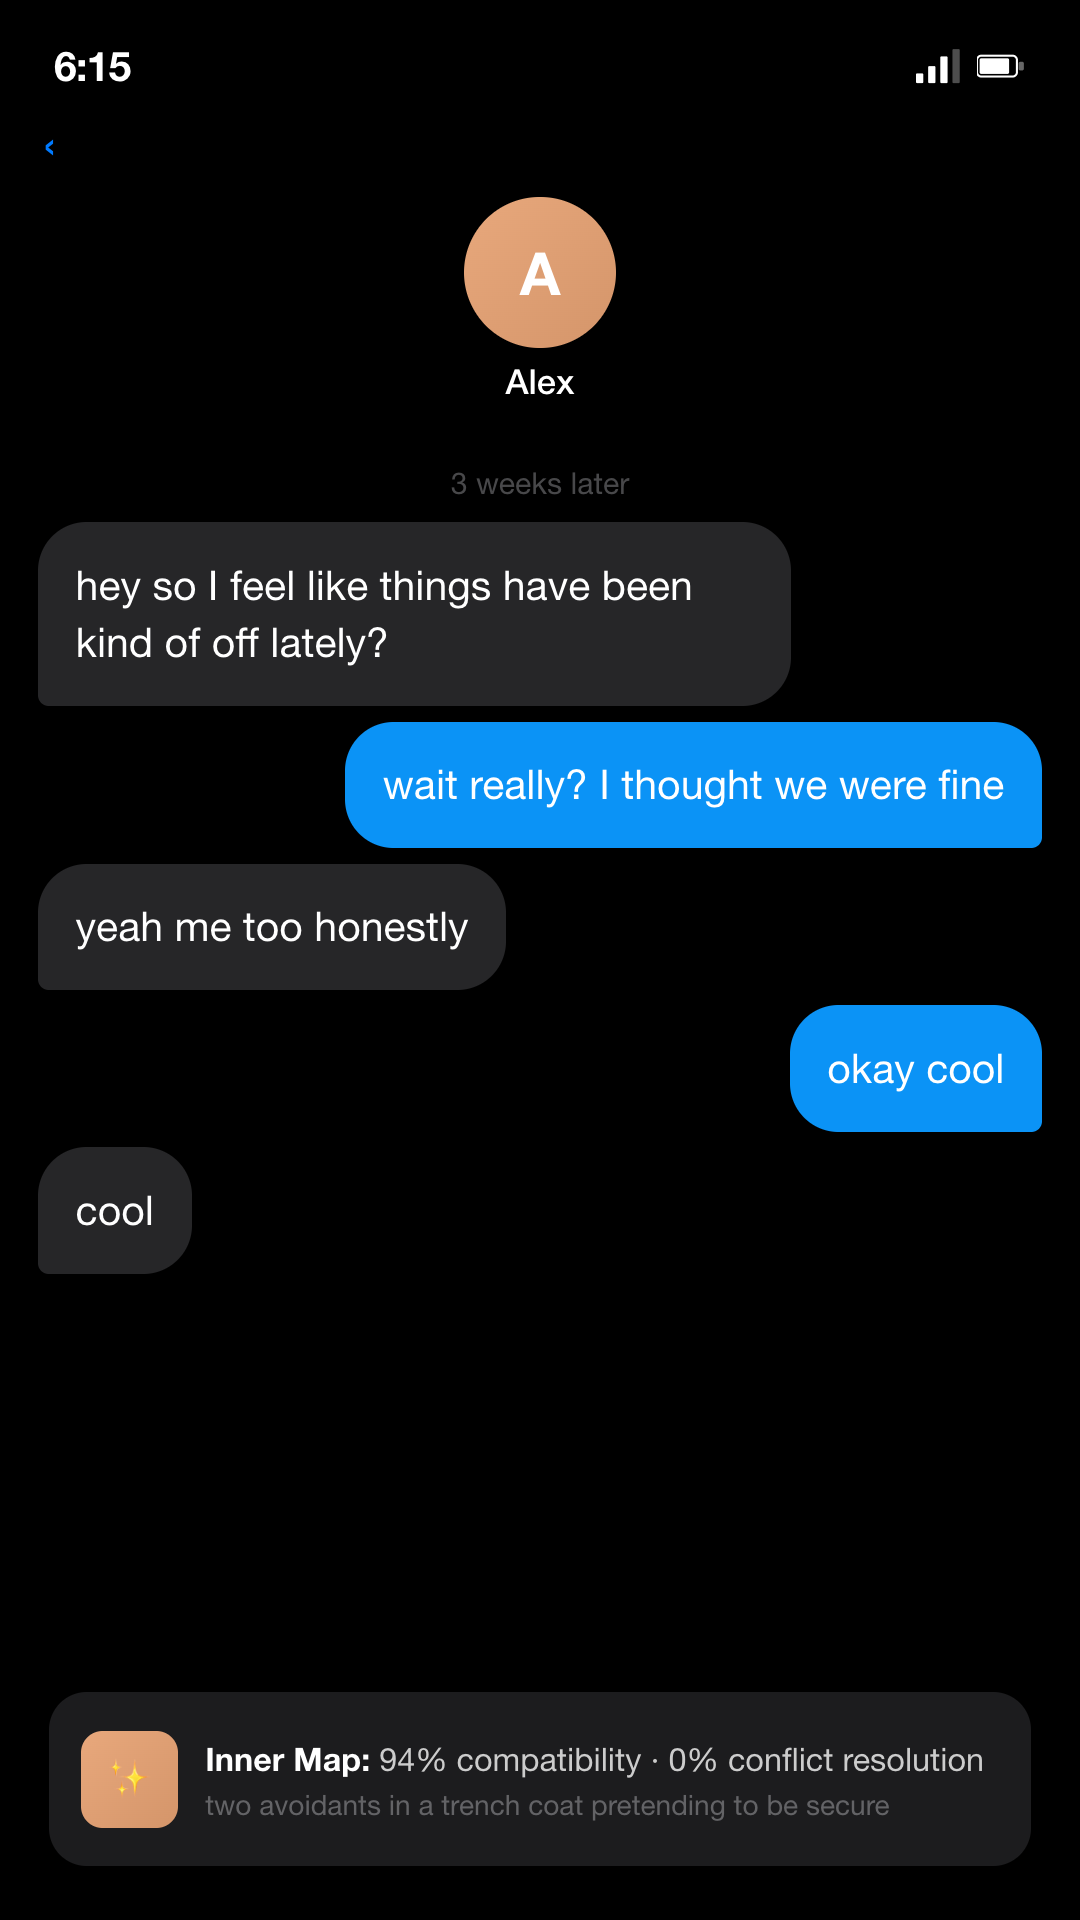 6:15
‹
A
Alex
3 weeks later
hey so I feel like things have been
kind of off lately?
wait really? I thought we were fine
yeah me too honestly
okay cool
cool
Inner Map: 94% compatibility · 0% conflict resolution
two avoidants in a trench coat pretending to be secure